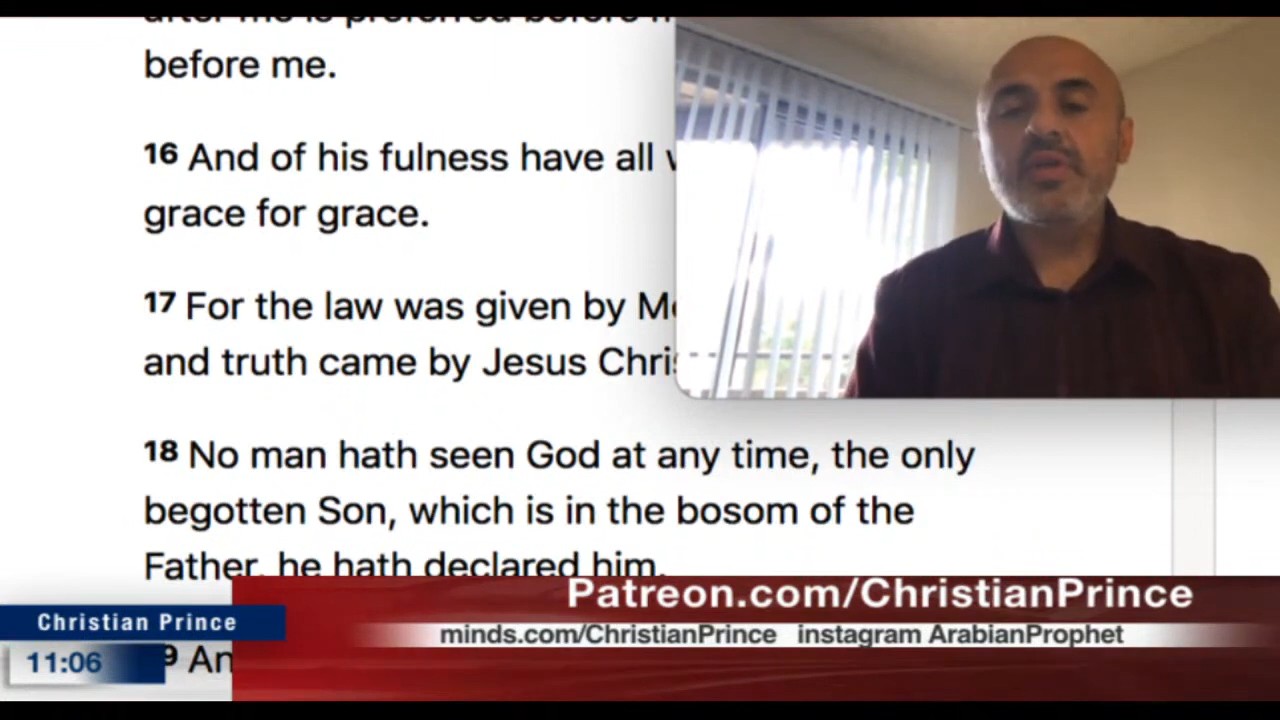 before me.
16 And of his fulness have all
grace for grace.
17 For the law was given by
and truth came by Jesus
18 No man hath seen God at any time, the only
begotten Son, which is in the bosom of the
Father, he hath declared him.
Patreon.com/ChristianPrince
Christian Prince
minds.com/ChristianPrince instagram ArabianProphet
11:06